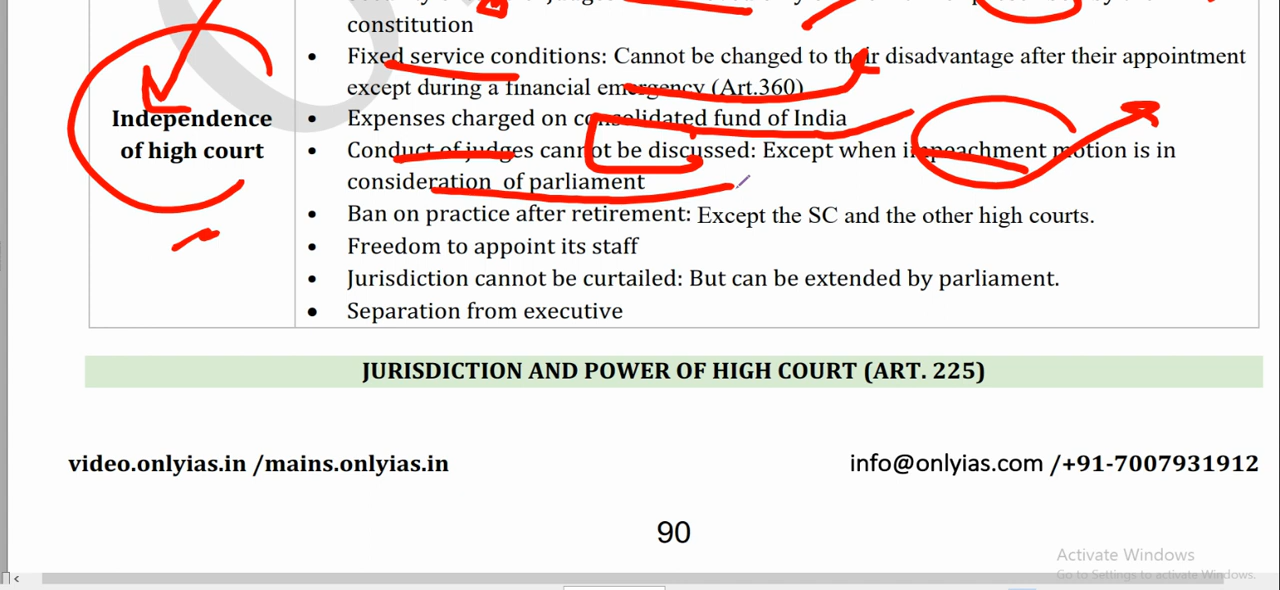 constitution
• Fixed service conditions: Cannot be changed to their disadvantage after their appointment
except during a financial emergency (Art.360)
Independence
of high court
• Expenses charged on consolidated fund of India
• Conduct of judges cannot be discussed: Except when impeachment motion is in
consideration of parliament
• Ban on practice after retirement: Except the SC and the other high courts.
• Freedom to appoint its staff
• Jurisdiction cannot be curtailed: But can be extended by parliament.
• Separation from executive
JURISDICTION AND POWER OF HIGH COURT (ART. 225)
video.onlyias.in /mains.onlyias.in
info@onlyias.com /+91-7007931912
90
Activate Windows
Go to Settings to activate Windows.